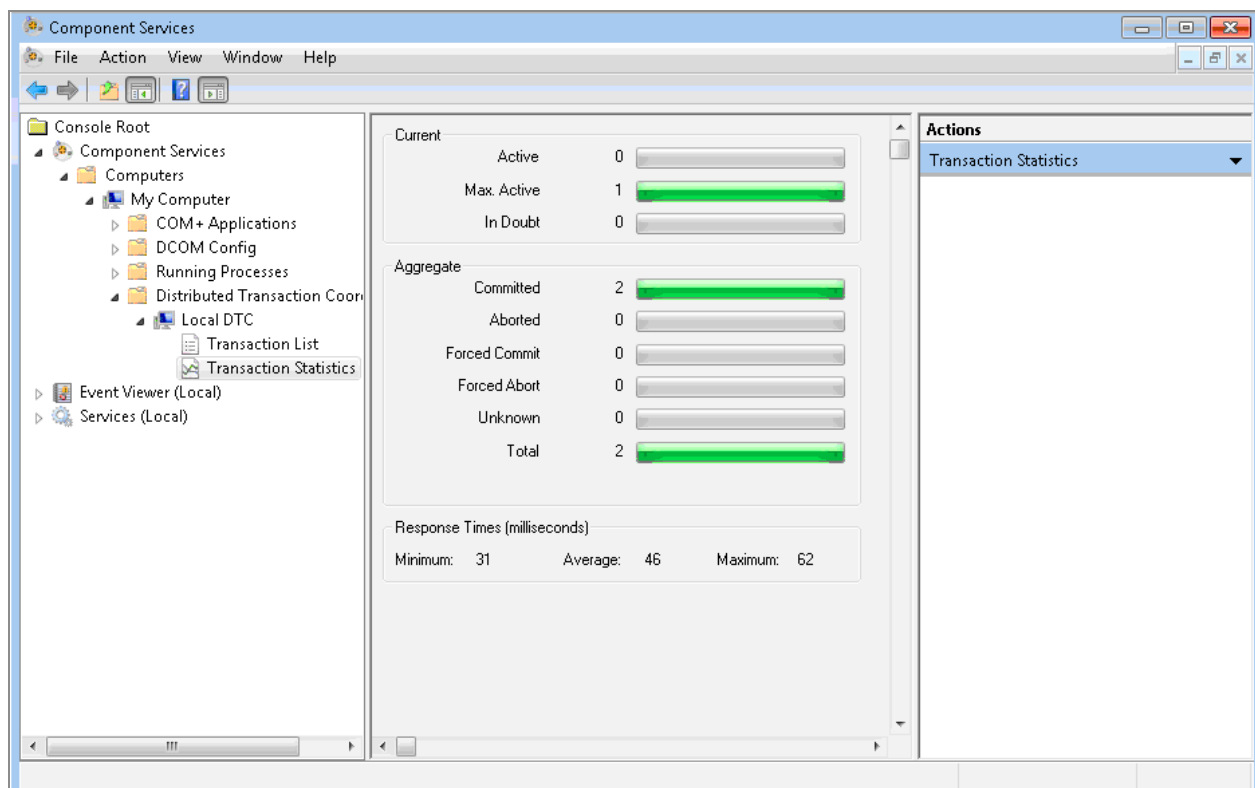 Component Services
File Action View Window Help
Console Root
Component Services
Computers
My Computer
COM+ Applications
DCOM Config
Running Processes
Distributed Transaction Coor
Local DTC
Transaction List
Transaction Statistics
Event Viewer (Local)
Services (Local)
Current
Active 0
Max. Active 1
In Doubt 0
Aggregate
Committed 2
Aborted 0
Forced Commit 0
Forced Abort 0
Unknown 0
Total 2
Response Times (milliseconds)
Minimum: 31 Average: 46 Maximum: 62
Actions
Transaction Statistics